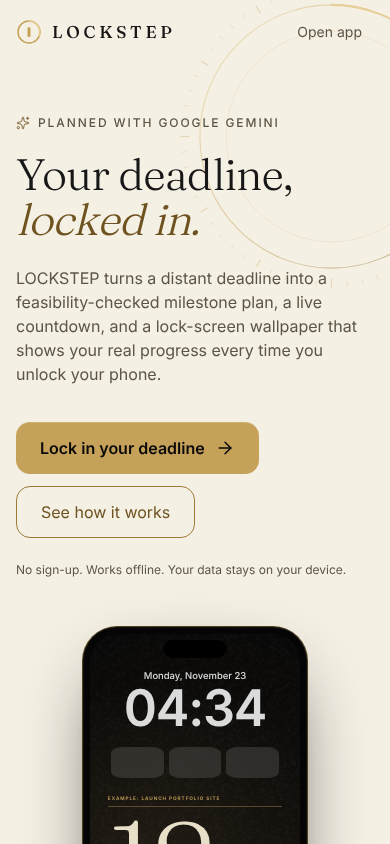 LOCKSTEP
Open app
PLANNED WITH GOOGLE GEMINI
Your deadline,
locked in.
LOCKSTEP turns a distant deadline into a
feasibility-checked milestone plan, a live
countdown, and a lock-screen wallpaper that
shows your real progress every time you
unlock your phone.
Lock in your deadline
See how it works
No sign-up. Works offline. Your data stays on your device.
Monday, November 23
04:34
EXAMPLE: LAUNCH PORTFOLIO SITE